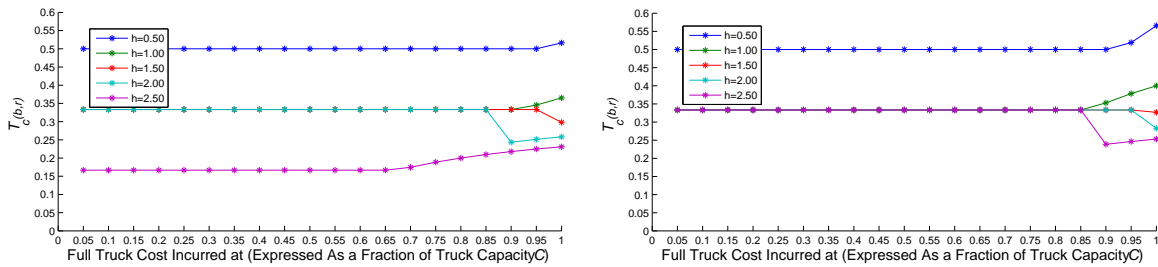 0.6
0.55
0.5
0.45
0.4
0.35
0.3
0.25
0.2
0.15
0.1
0.05
0
T_c(b,r)
h=0.50
h=1.00
h=1.50
h=2.00
h=2.50
0 0.05 0.1 0.15 0.2 0.25 0.3 0.35 0.4 0.45 0.5 0.55 0.6 0.65 0.7 0.75 0.8 0.85 0.9 0.95 1
Full Truck Cost Incurred at (Expressed As a Fraction of Truck CapacityC)
0.6
0.55
0.5
0.45
0.4
0.35
0.3
0.25
0.2
0.15
0.1
0.05
0
T_c(b,r)
h=0.50
h=1.00
h=1.50
h=2.00
h=2.50
0 0.05 0.1 0.15 0.2 0.25 0.3 0.35 0.4 0.45 0.5 0.55 0.6 0.65 0.7 0.75 0.8 0.85 0.9 0.95 1
Full Truck Cost Incurred at (Expressed As a Fraction of Truck CapacityC)